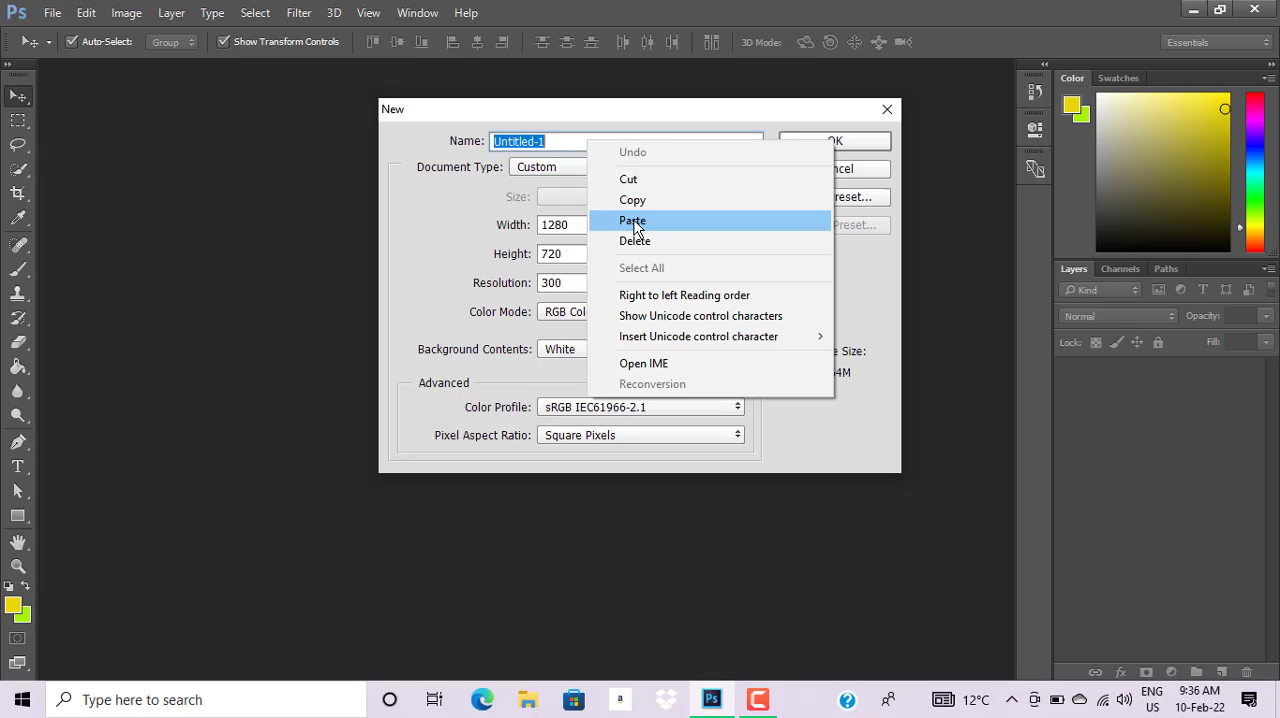 Ps File Edit Image Layer Type Select Filter 3D View Window Help
Auto-Select: Group Show Transform Controls 3D Mode: Essentials
Color Swatches
New
Name: Untitled-1 OK
Document Type: Custom
Size:
Width: 1280
Height: 720
Resolution: 300
Color Mode: RGB Col
Background Contents: White
Advanced
Color Profile: sRGB IEC61966-2.1
Pixel Aspect Ratio: Square Pixels
ncel
reset...
Preset...
e Size:
Undo
Cut
Copy
Paste
Delete
Select All
Right to left Reading order
Show Unicode control characters
Insert Unicode control character
Open IME
Reconversion
Layers Channels Paths
Kind
Normal Opacity:
Lock: Fill:
Type here to search
a
Ps
12°C
ENG
US
9:36 AM
10-Feb-22